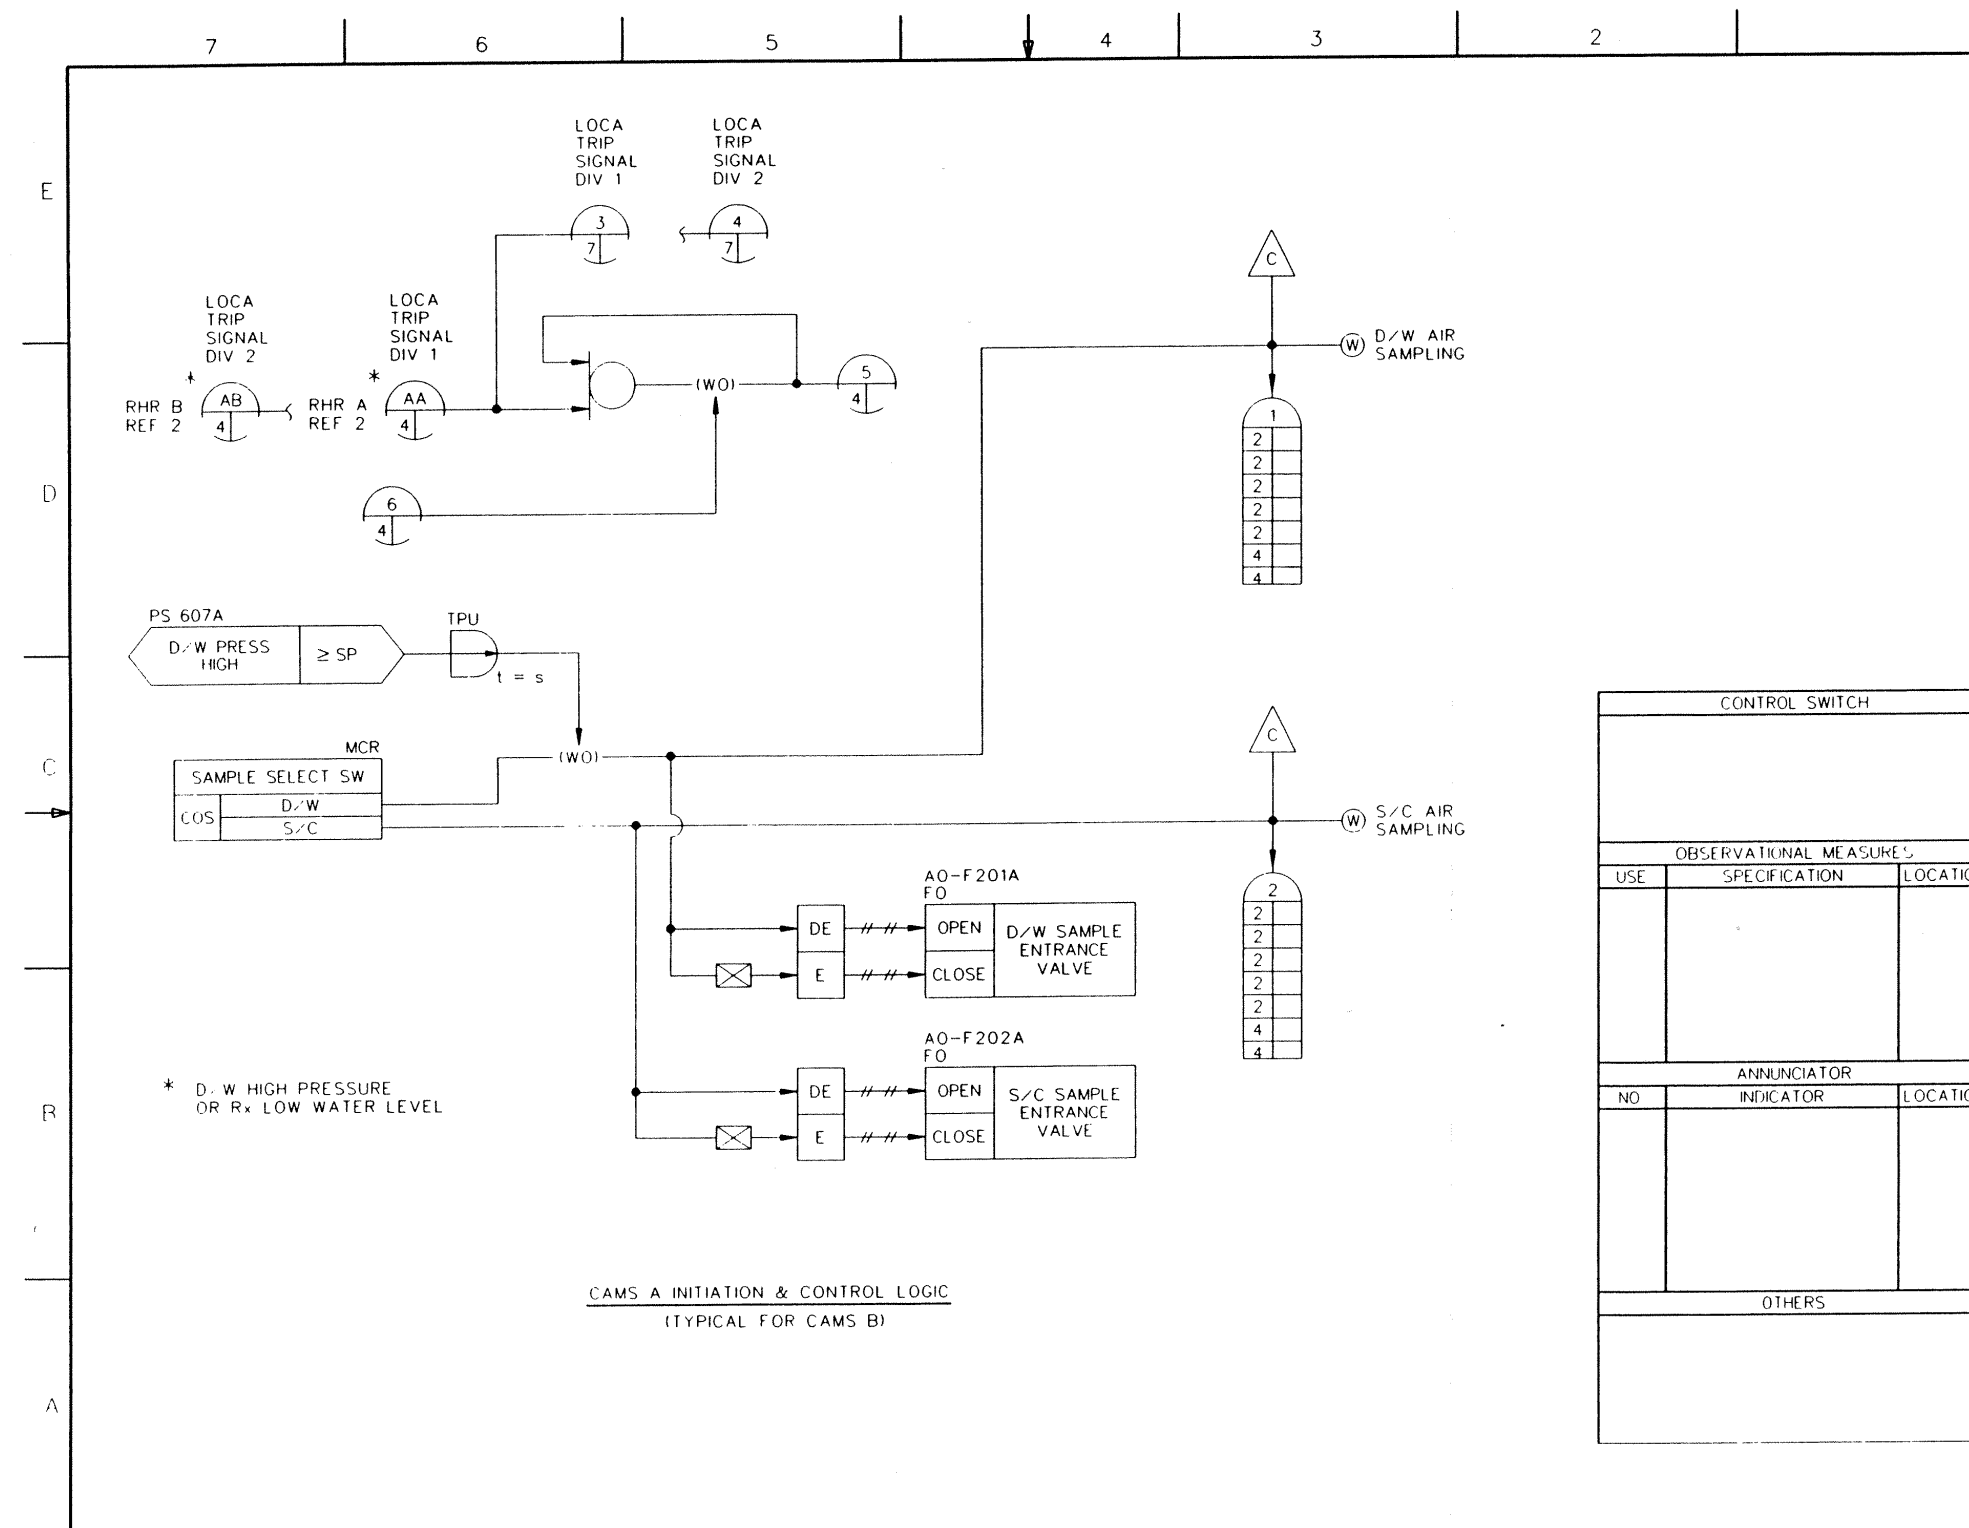 7 6 5 4 3 2
E
D
C
B
A
LOCA
TRIP
SIGNAL
DIV 1
3
7
LOCA
TRIP
SIGNAL
DIV 2
4
7
LOCA
TRIP
SIGNAL
DIV 2
*
RHR B
REF 2
AB
4
LOCA
TRIP
SIGNAL
DIV 1
*
RHR A
REF 2
AA
4
(WO)
5
4
6
4
PS 607A
D/W PRESS
HIGH
≥ SP
TPU
t = s
(WO)
MCR
SAMPLE SELECT SW
COS
D/W
S/C
C
W
D/W AIR
SAMPLING
1
2
2
2
2
2
4
4
C
W
S/C AIR
SAMPLING
2
2
2
2
2
2
4
4
AO-F201A
FO
DE
OPEN
E
CLOSE
D/W SAMPLE
ENTRANCE
VALVE
AO-F202A
FO
DE
OPEN
E
CLOSE
S/C SAMPLE
ENTRANCE
VALVE
* D/W HIGH PRESSURE
OR Rx LOW WATER LEVEL
CAMS A INITIATION & CONTROL LOGIC
(TYPICAL FOR CAMS B)
CONTROL SWITCH
OBSERVATIONAL MEASURES
USE SPECIFICATION LOCATIO
ANNUNCIATOR
NO INDICATOR LOCATIO
OTHERS